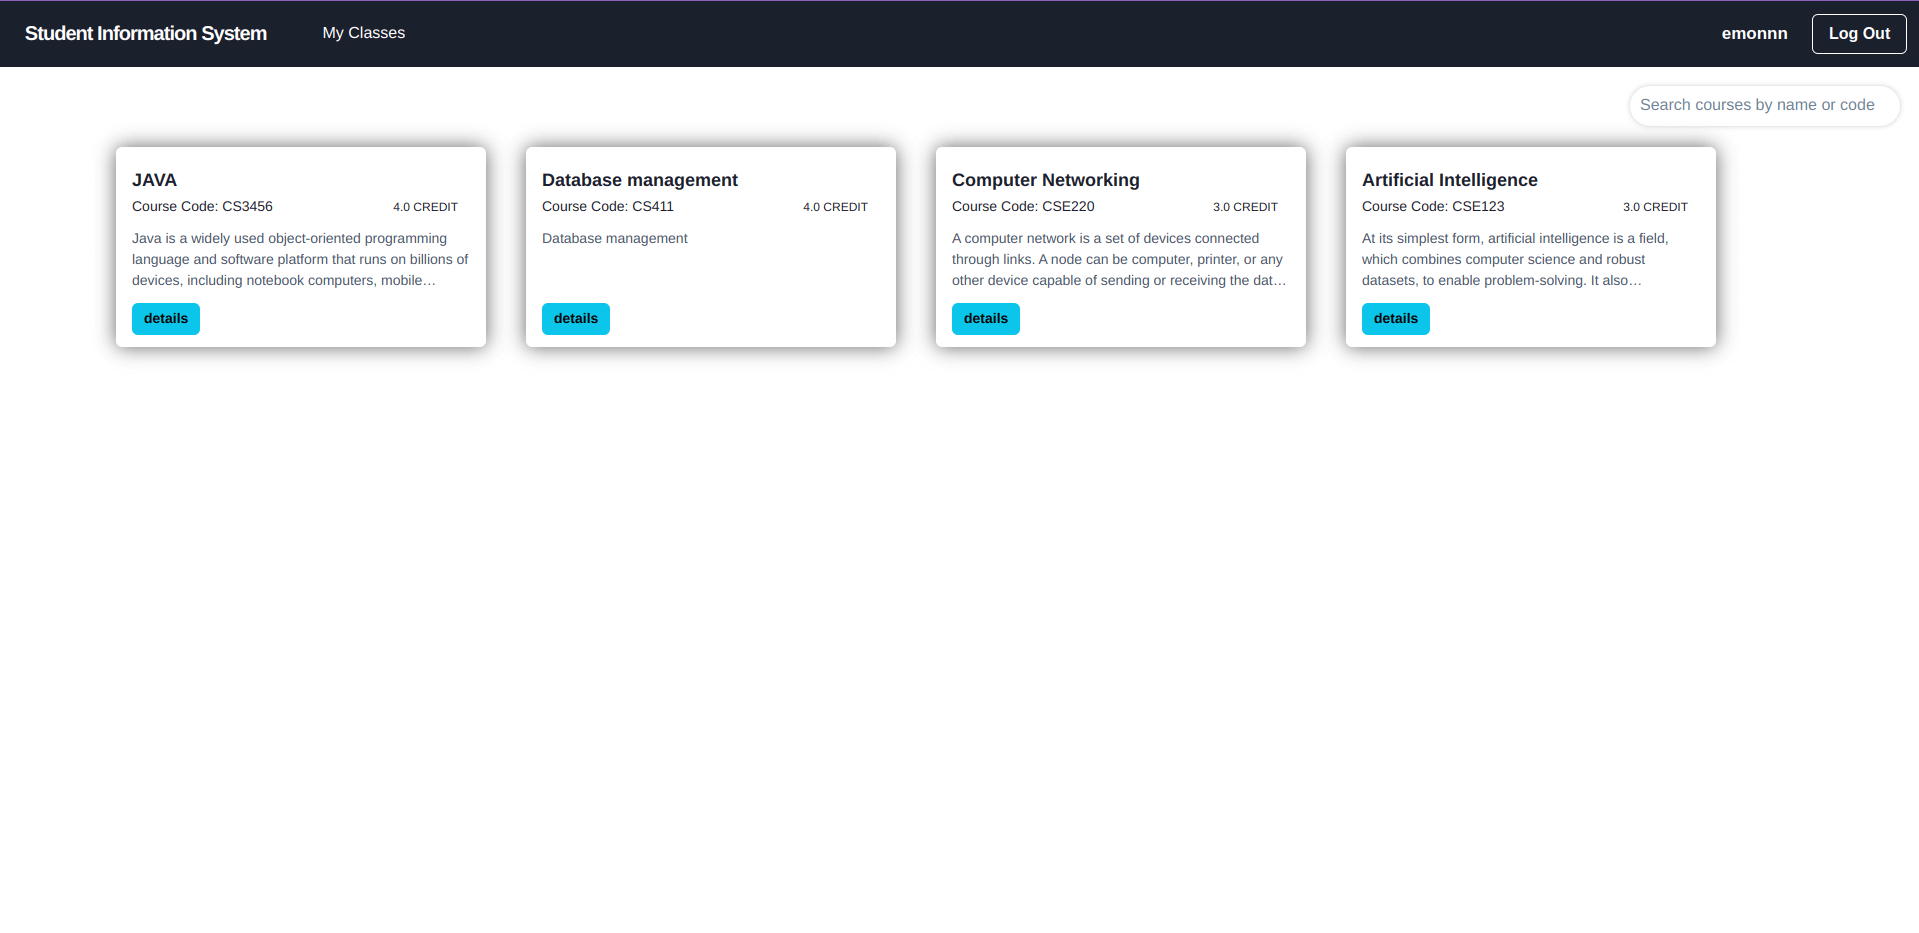 Student Information System
My Classes
emonnn
Log Out
Search courses by name or code
JAVA
Course Code: CS3456
4.0 CREDIT
Java is a widely used object-oriented programming
language and software platform that runs on billions of
devices, including notebook computers, mobile…
details
Database management
Course Code: CS411
4.0 CREDIT
Database management
details
Computer Networking
Course Code: CSE220
3.0 CREDIT
A computer network is a set of devices connected
through links. A node can be computer, printer, or any
other device capable of sending or receiving the dat…
details
Artificial Intelligence
Course Code: CSE123
3.0 CREDIT
At its simplest form, artificial intelligence is a field,
which combines computer science and robust
datasets, to enable problem-solving. It also…
details